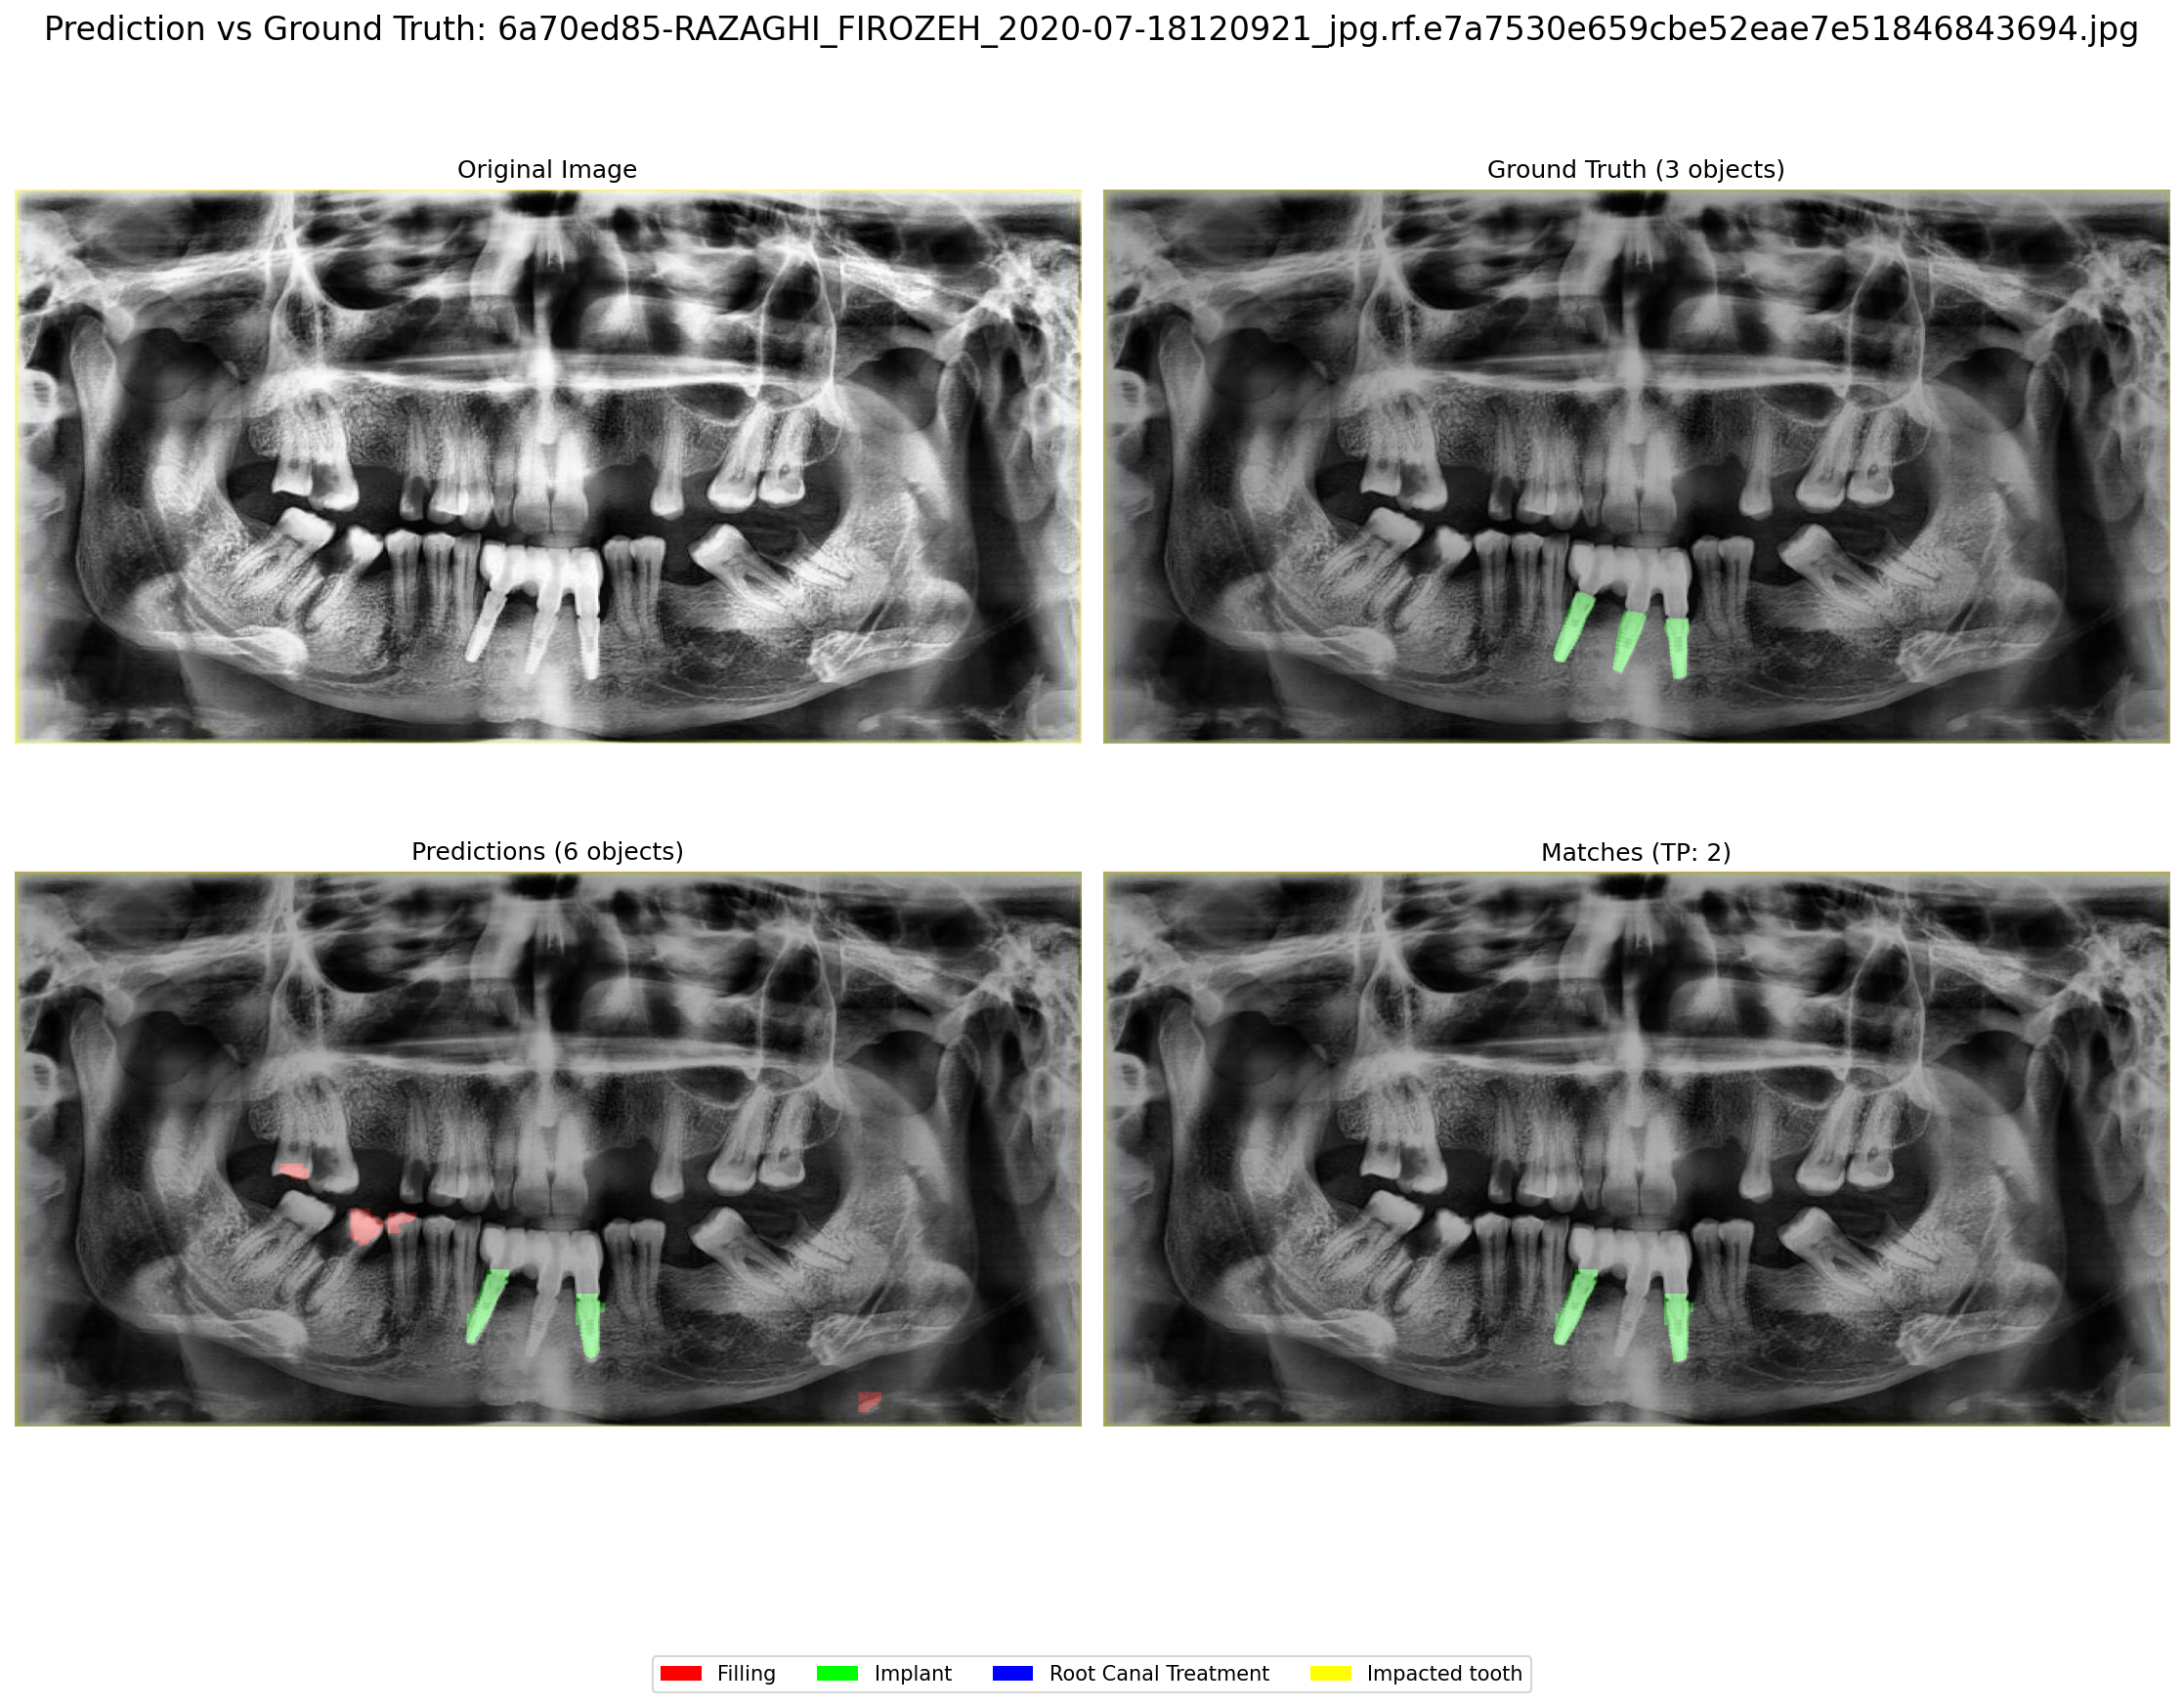 Prediction vs Ground Truth: 6a70ed85-RAZAGHI_FIROZEH_2020-07-18120921_jpg.rf.e7a7530e659cbe52eae7e51846843694.jpg
Original Image
Ground Truth (3 objects)
Predictions (6 objects)
Matches (TP: 2)
Filling
Implant
Root Canal Treatment
Impacted tooth